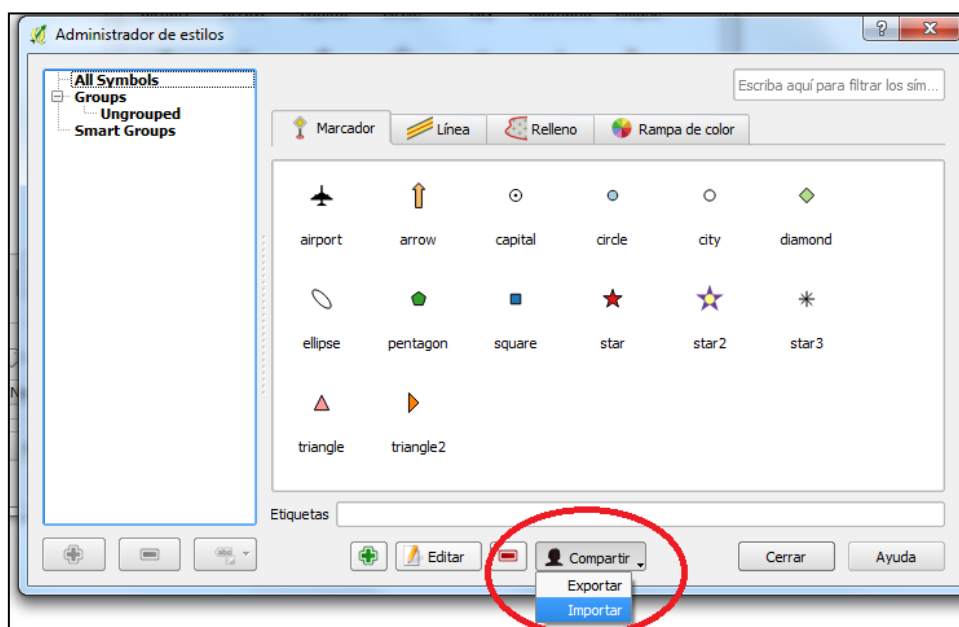 Administrador de estilos
All Symbols
Groups
Ungrouped
Smart Groups
Escriba aquí para filtrar los sím...
Marcador Línea Relleno Rampa de color
airport arrow capital circle city diamond
ellipse pentagon square star star2 star3
triangle triangle2
Etiquetas
Editar Compartir Cerrar Ayuda
Exportar
Importar